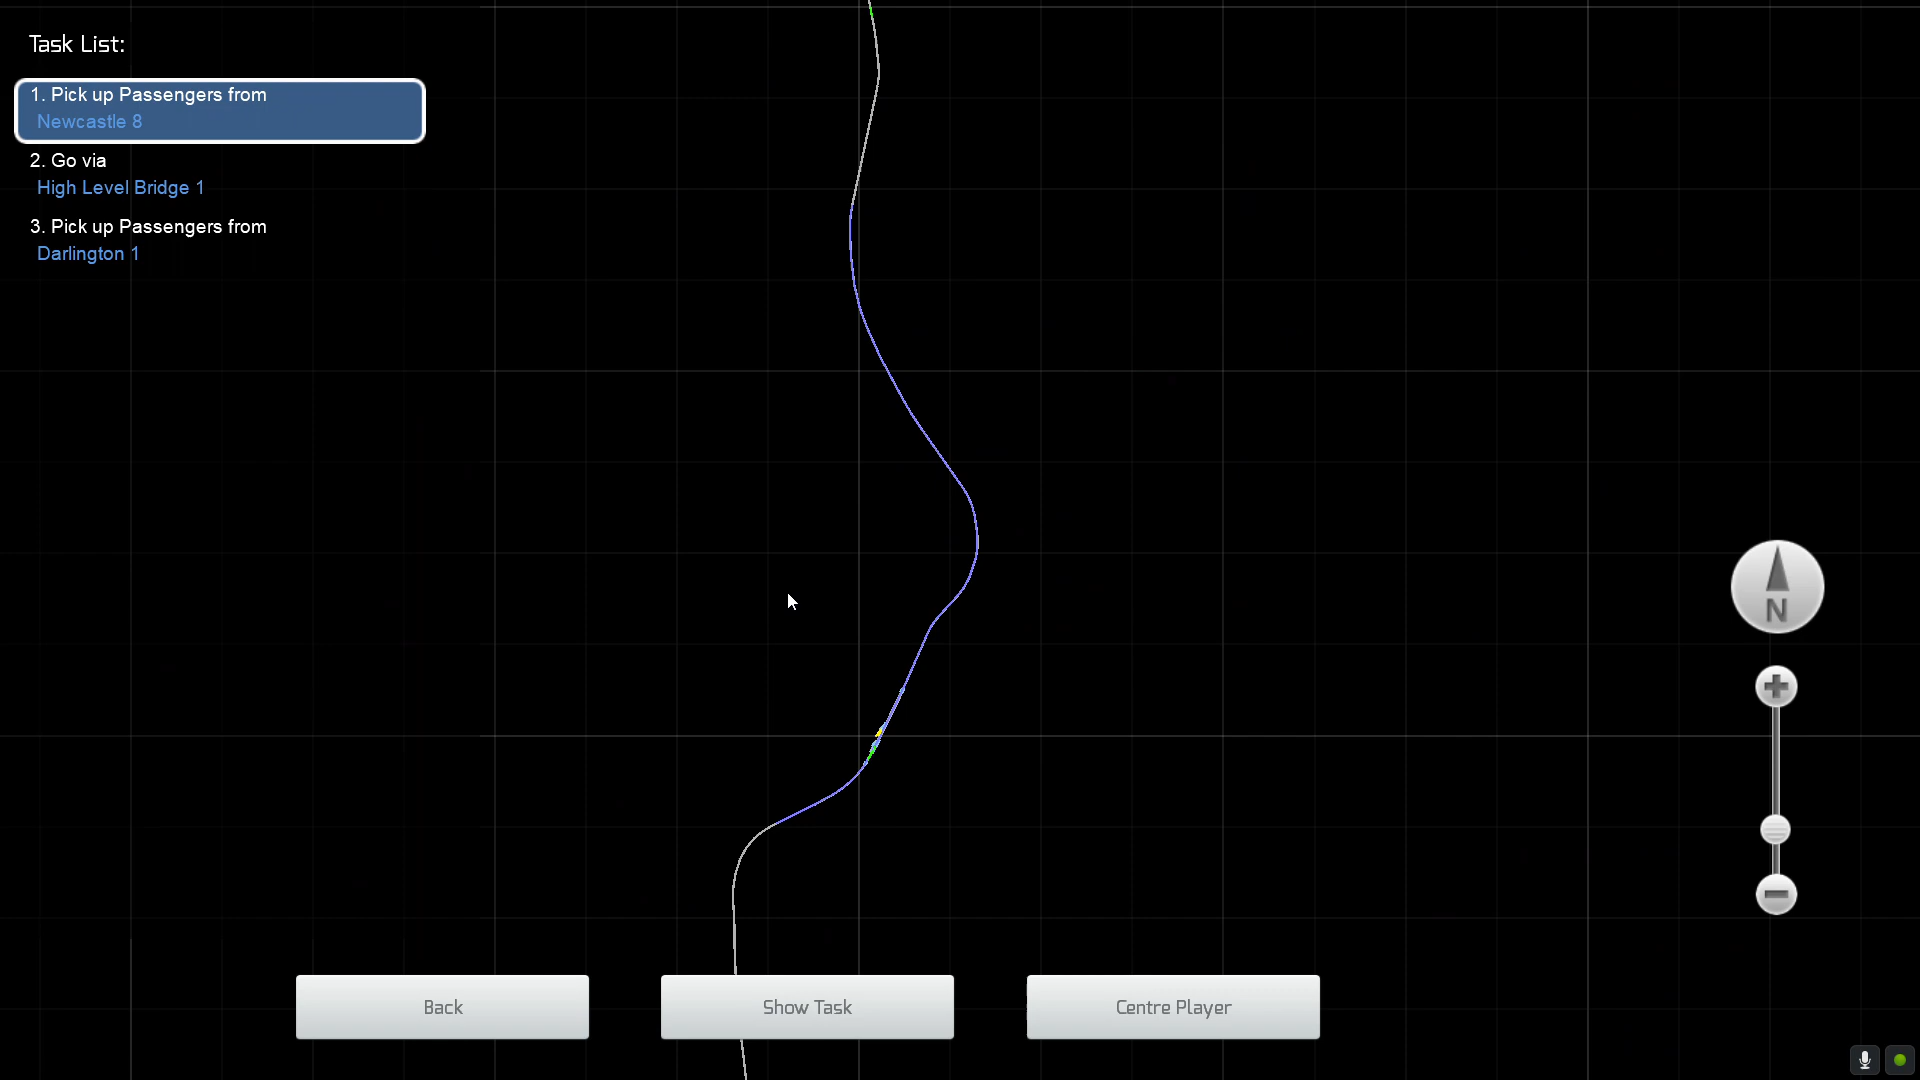 Task List:
1. Pick up Passengers from
Newcastle 8
2. Go via
High Level Bridge 1
3. Pick up Passengers from
Darlington 1
N
Back
Show Task
Centre Player